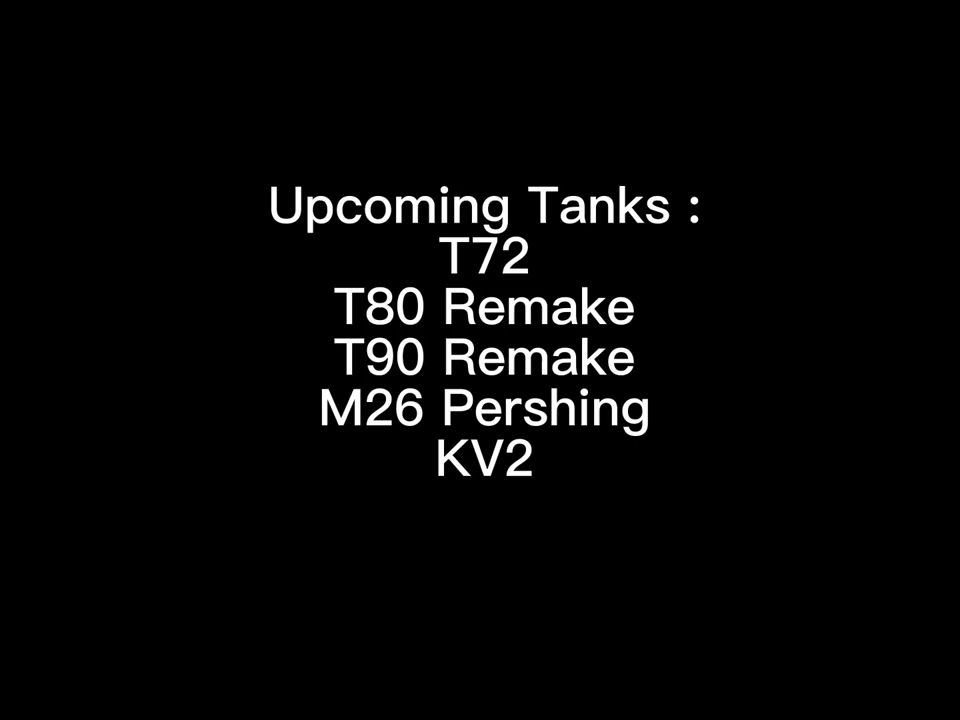 Upcoming Tanks :
T72
T80 Remake
T90 Remake
M26 Pershing
KV2